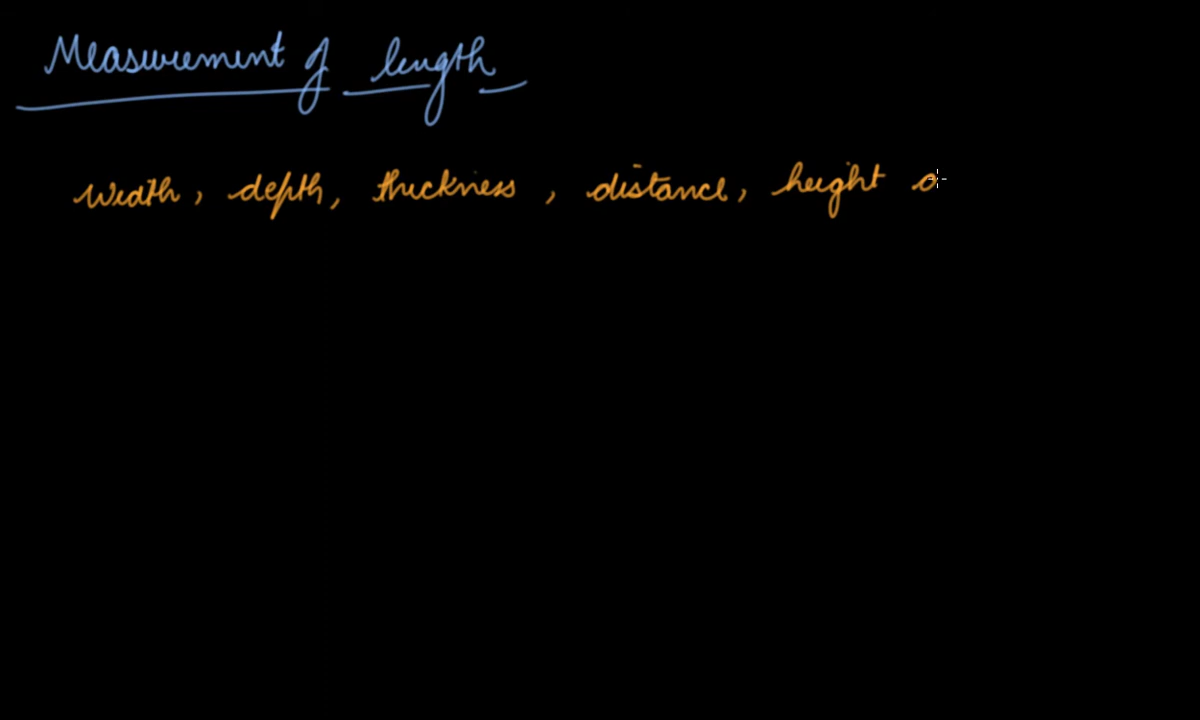 Measurement of length
width, depth, thickness, distance, height o